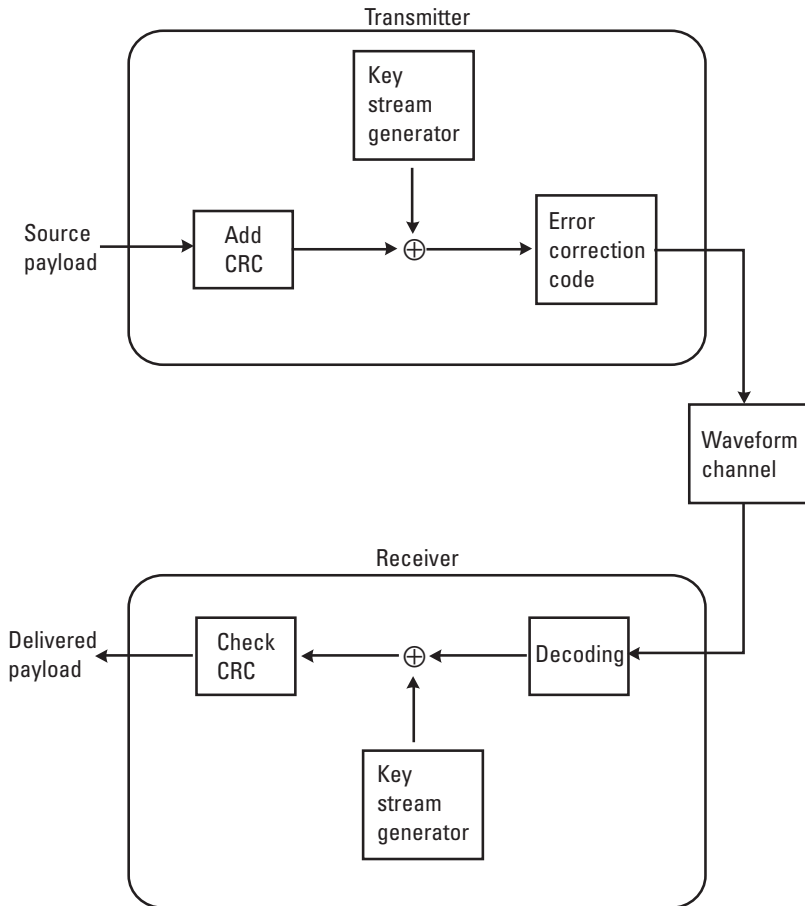 Transmitter
Key
stream
generator
Source
payload
Add
CRC
⊕
Error
correction
code
Waveform
channel
Receiver
Delivered
payload
Check
CRC
⊕
Decoding
Key
stream
generator